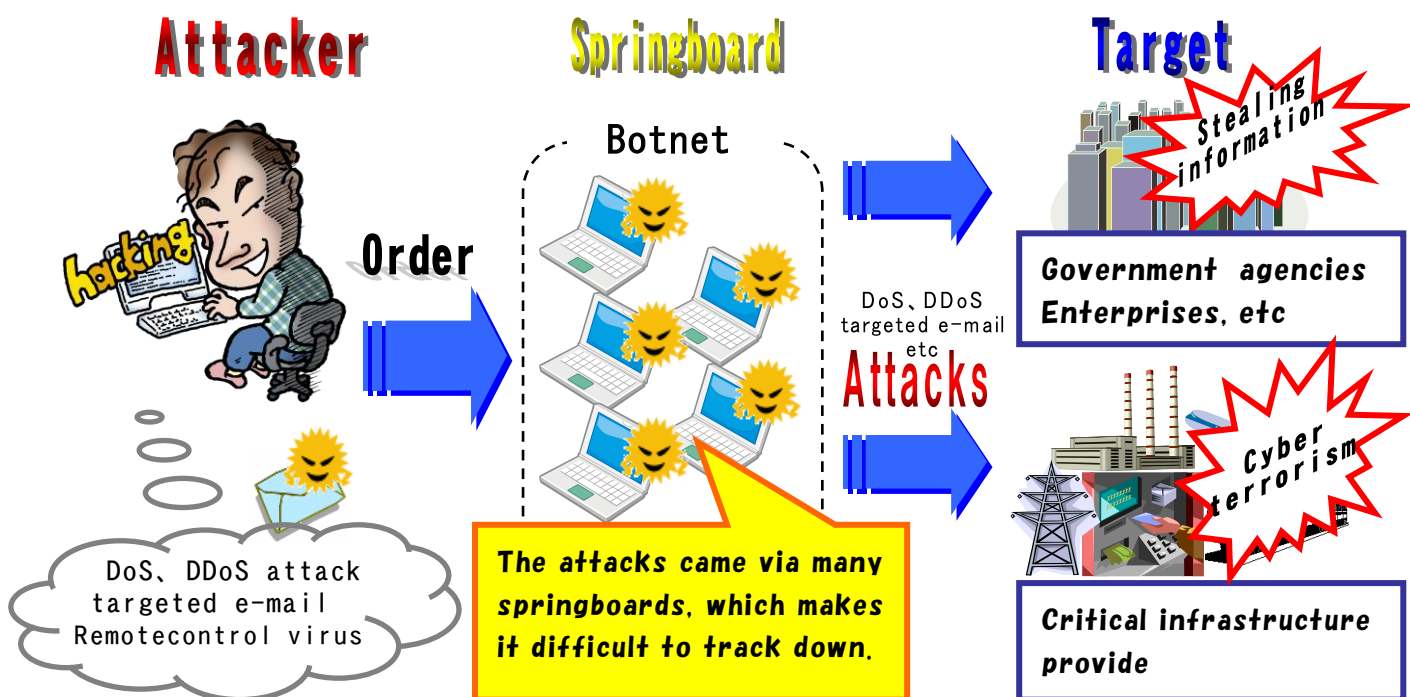 Attacker
Springboard
Target
hacking
Order
Botnet
Stealing
information
Government agencies
Enterprises, etc
DoS、DDoS
targeted e-mail
etc
Attacks
Cyber
terrorism
DoS、DDoS attack
targeted e-mail
Remotecontrol virus
The attacks came via many
springboards, which makes
it difficult to track down.
Critical infrastructure
provide